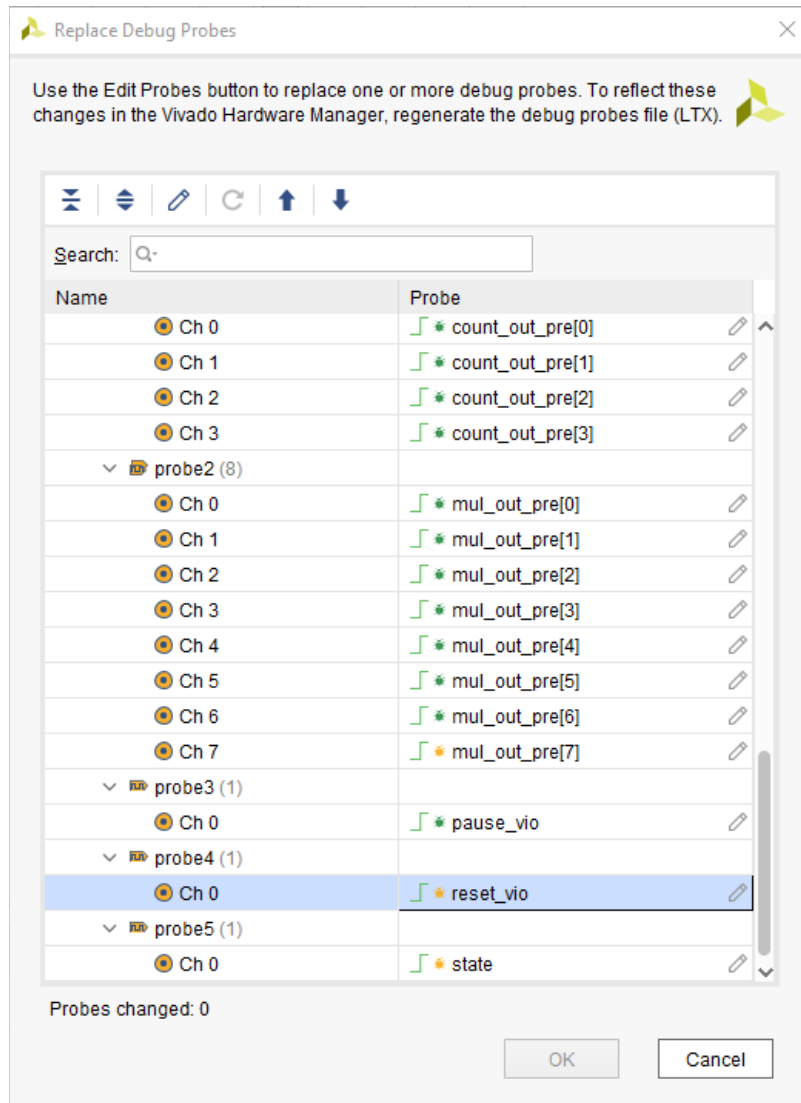 Replace Debug Probes
Use the Edit Probes button to replace one or more debug probes. To reflect these
changes in the Vivado Hardware Manager, regenerate the debug probes file (LTX).
Search:
Name Probe
Ch 0 count_out_pre[0]
Ch 1 count_out_pre[1]
Ch 2 count_out_pre[2]
Ch 3 count_out_pre[3]
probe2 (8)
Ch 0 mul_out_pre[0]
Ch 1 mul_out_pre[1]
Ch 2 mul_out_pre[2]
Ch 3 mul_out_pre[3]
Ch 4 mul_out_pre[4]
Ch 5 mul_out_pre[5]
Ch 6 mul_out_pre[6]
Ch 7 mul_out_pre[7]
probe3 (1)
Ch 0 pause_vio
probe4 (1)
Ch 0 reset_vio
probe5 (1)
Ch 0 state
Probes changed: 0
OK Cancel